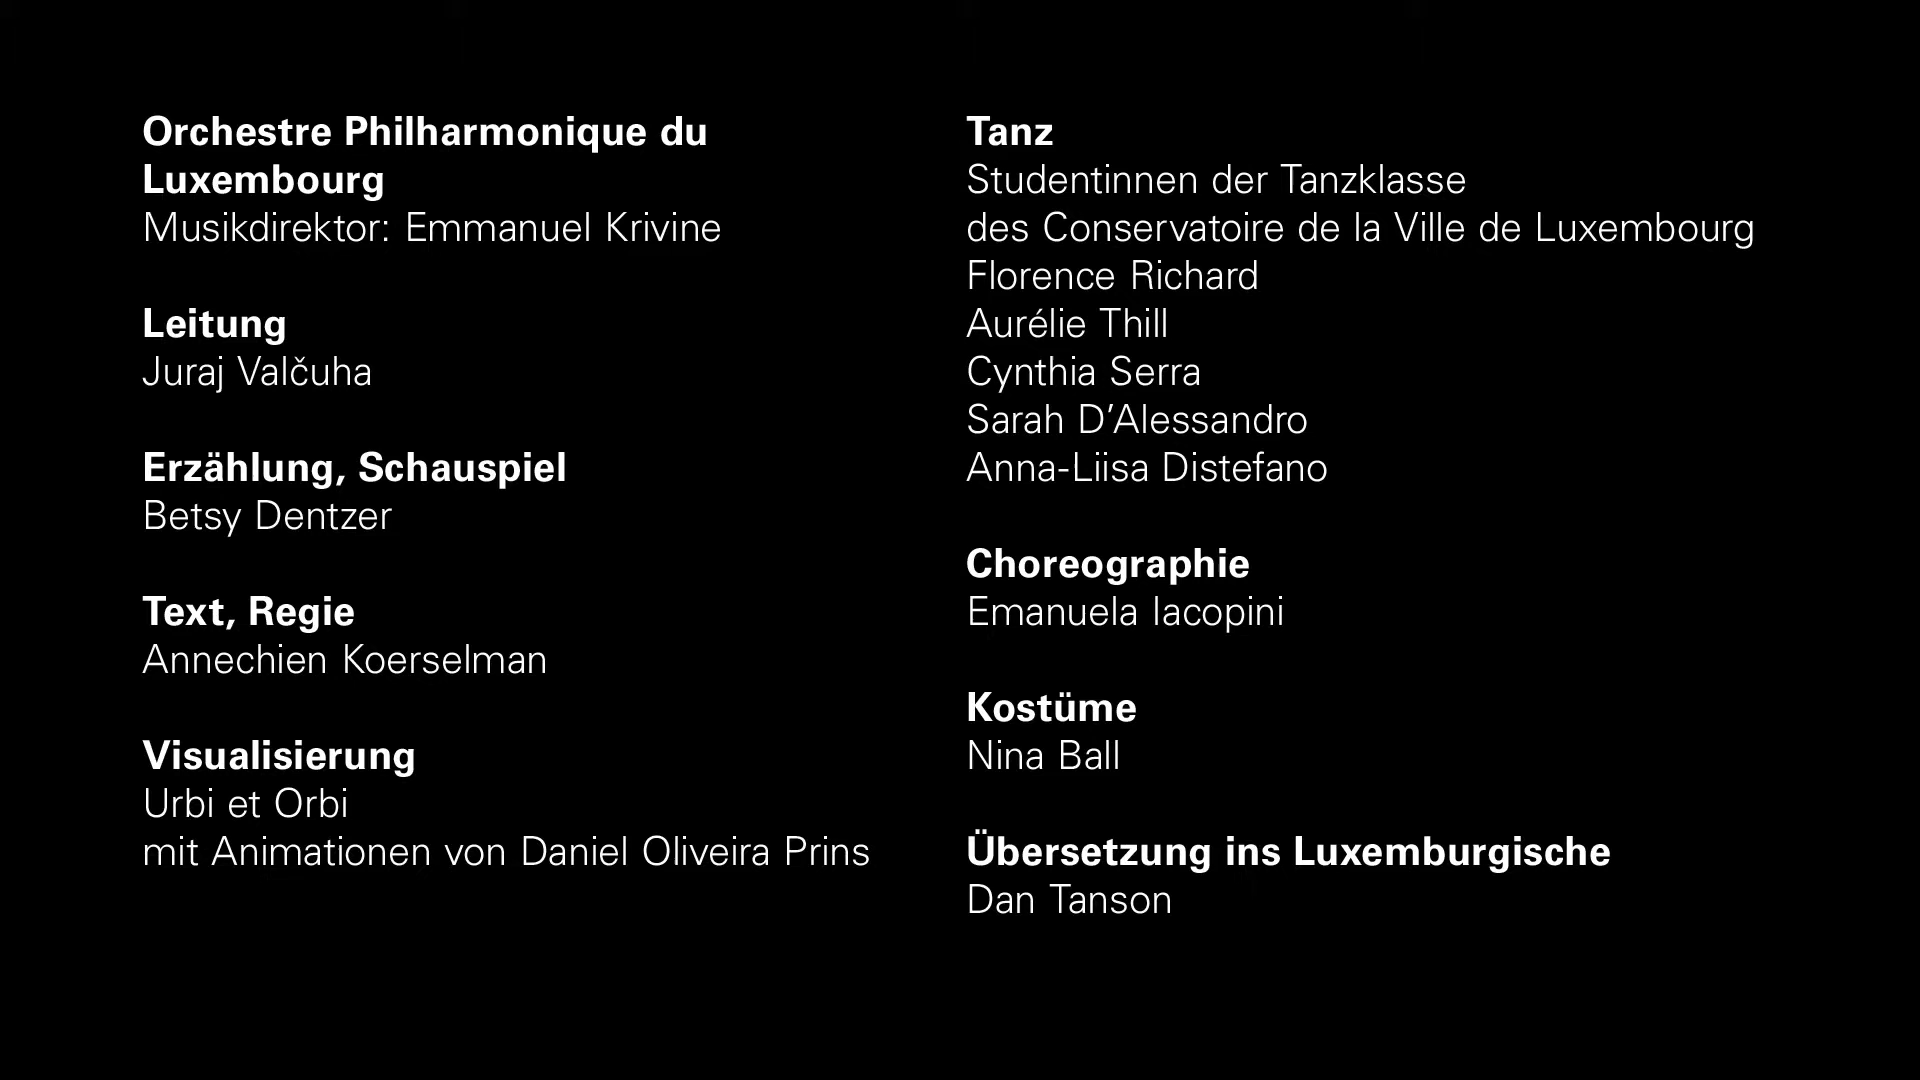 Orchestre Philharmonique du
Luxembourg
Musikdirektor: Emmanuel Krivine
Leitung
Juraj Valčuha
Erzählung, Schauspiel
Betsy Dentzer
Text, Regie
Annechien Koerselman
Visualisierung
Urbi et Orbi
mit Animationen von Daniel Oliveira Prins
Tanz
Studentinnen der Tanzklasse
des Conservatoire de la Ville de Luxembourg
Florence Richard
Aurélie Thill
Cynthia Serra
Sarah D’Alessandro
Anna-Liisa Distefano
Choreographie
Emanuela Iacopini
Kostüme
Nina Ball
Übersetzung ins Luxemburgische
Dan Tanson